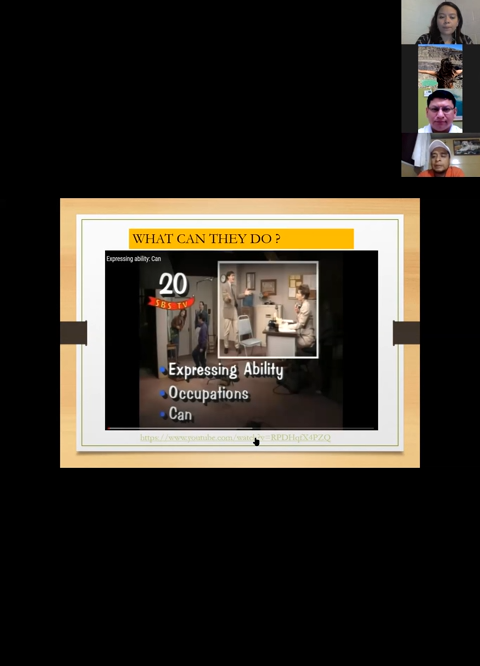 WHAT CAN THEY DO ?
Expressing ability: Can
20
SBS TV
Expressing Ability
Occupations
Can